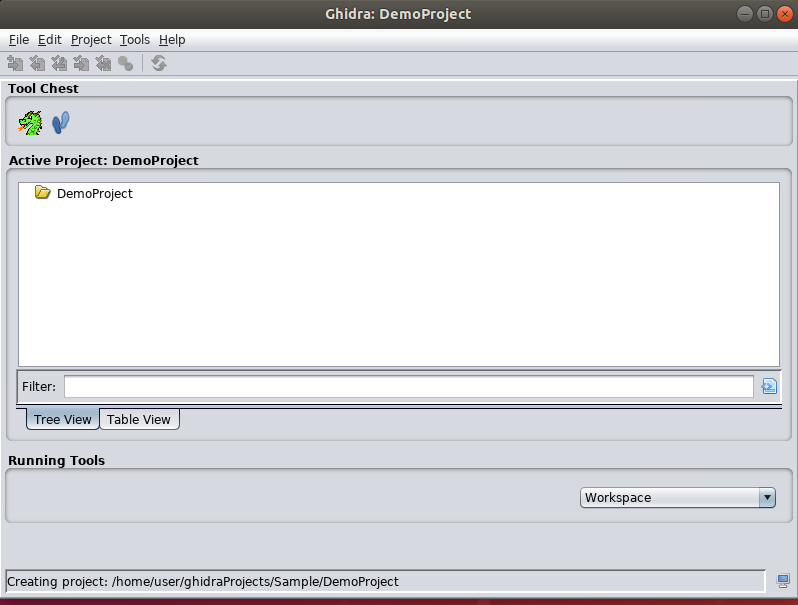 Ghidra: DemoProject
File Edit Project Tools Help
Tool Chest
Active Project: DemoProject
DemoProject
Filter:
Tree View Table View
Running Tools
Workspace
Creating project: /home/user/ghidraProjects/Sample/DemoProject